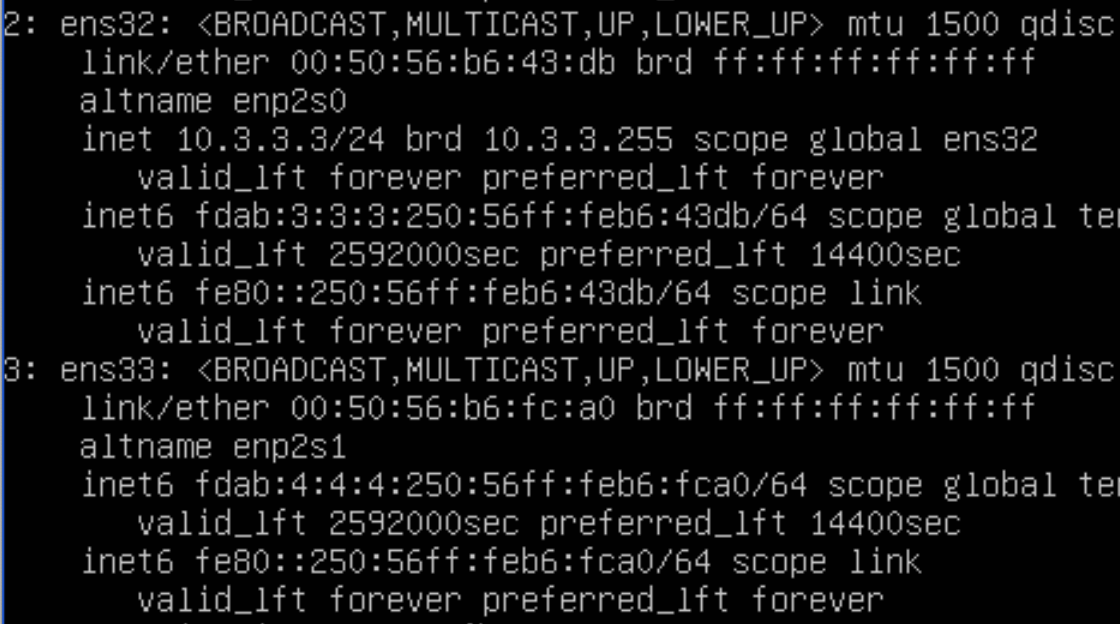 2: ens32: <BROADCAST,MULTICAST,UP,LOWER_UP> mtu 1500 qdisc
link/ether 00:50:56:b6:43:db brd ff:ff:ff:ff:ff:ff
altname enp2s0
inet 10.3.3.3/24 brd 10.3.3.255 scope global ens32
valid_lft forever preferred_lft forever
inet6 fdab:3:3:3:250:56ff:feb6:43db/64 scope global te
valid_lft 2592000sec preferred_lft 14400sec
inet6 fe80::250:56ff:feb6:43db/64 scope link
valid_lft forever preferred_lft forever
3: ens33: <BROADCAST,MULTICAST,UP,LOWER_UP> mtu 1500 qdisc
link/ether 00:50:56:b6:fc:a0 brd ff:ff:ff:ff:ff:ff
altname enp2s1
inet6 fdab:4:4:4:250:56ff:feb6:fca0/64 scope global te
valid_lft 2592000sec preferred_lft 14400sec
inet6 fe80::250:56ff:feb6:fca0/64 scope link
valid_lft forever preferred_lft forever